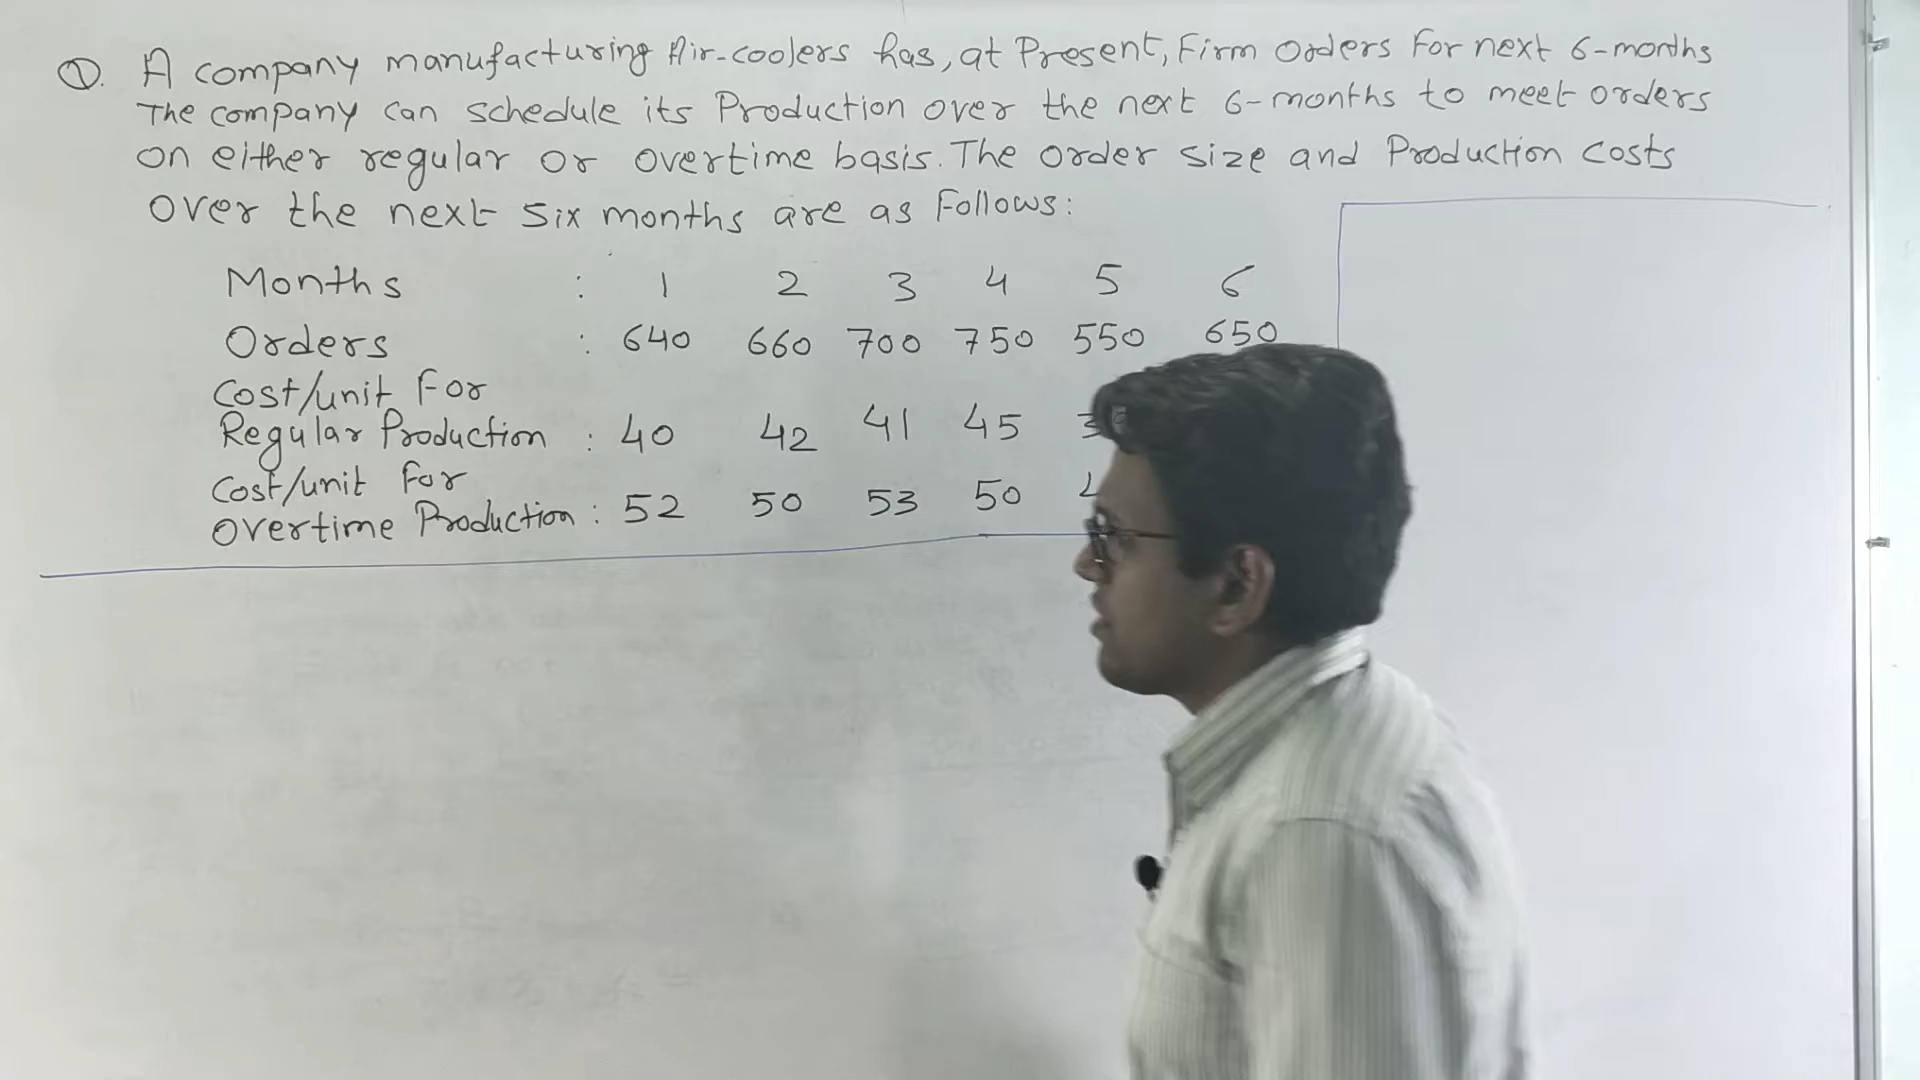 ①. A company manufacturing Air-coolers has, at Present, Firm Orders For next 6-months
The company can schedule its Production over the next 6-months to meet orders
on either regular or overtime basis. The order size and Production costs
over the next six months are as Follows:
Months : 1 2 3 4 5 6
Orders : 640 660 700 750 550 650
Cost/unit For
Regular Production : 40 42 41 45
Cost/unit For
Overtime Production : 52 50 53 50